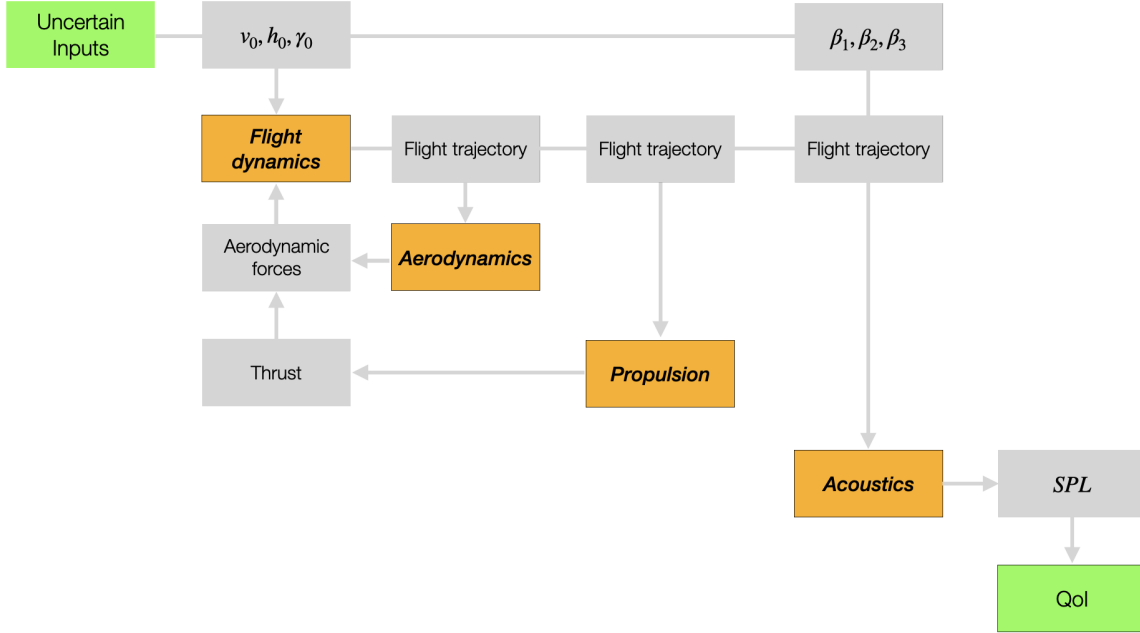 Uncertain
Inputs
v₀, h₀, γ₀
β₁, β₂, β₃
Flight
dynamics
Flight trajectory
Flight trajectory
Flight trajectory
Aerodynamic
forces
Aerodynamics
Thrust
Propulsion
Acoustics
SPL
QoI